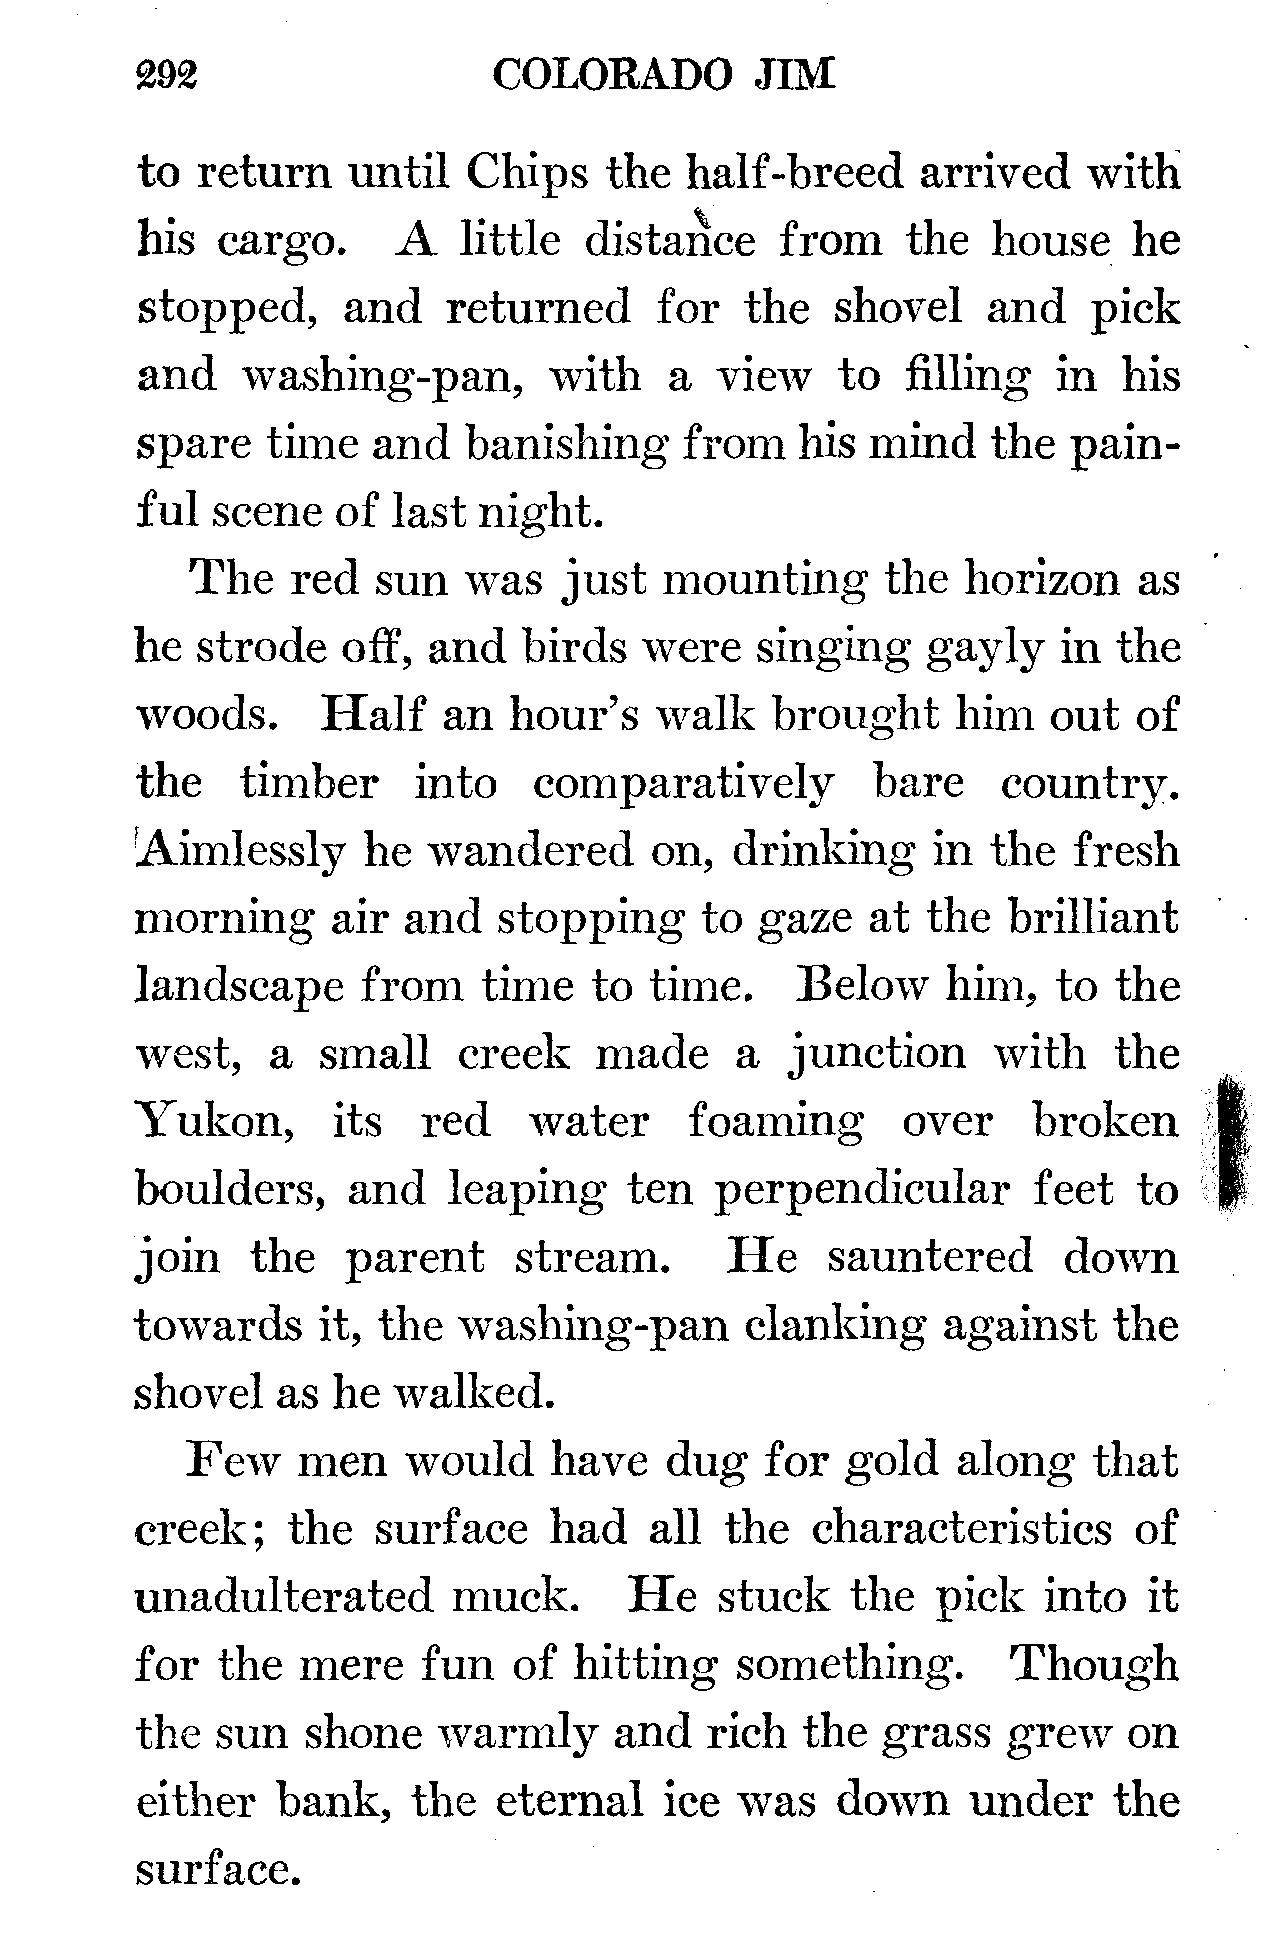 292 COLORADO JIM
to return until Chips the half-breed arrived with
his cargo. A little distance from the house he
stopped, and returned for the shovel and pick
and washing-pan, with a view to filling in his
spare time and banishing from his mind the pain-
ful scene of last night.
The red sun was just mounting the horizon as
he strode off, and birds were singing gayly in the
woods. Half an hour's walk brought him out of
the timber into comparatively bare country.
Aimlessly he wandered on, drinking in the fresh
morning air and stopping to gaze at the brilliant
landscape from time to time. Below him, to the
west, a small creek made a junction with the
Yukon, its red water foaming over broken
boulders, and leaping ten perpendicular feet to
join the parent stream. He sauntered down
towards it, the washing-pan clanking against the
shovel as he walked.
Few men would have dug for gold along that
creek; the surface had all the characteristics of
unadulterated muck. He stuck the pick into it
for the mere fun of hitting something. Though
the sun shone warmly and rich the grass grew on
either bank, the eternal ice was down under the
surface.